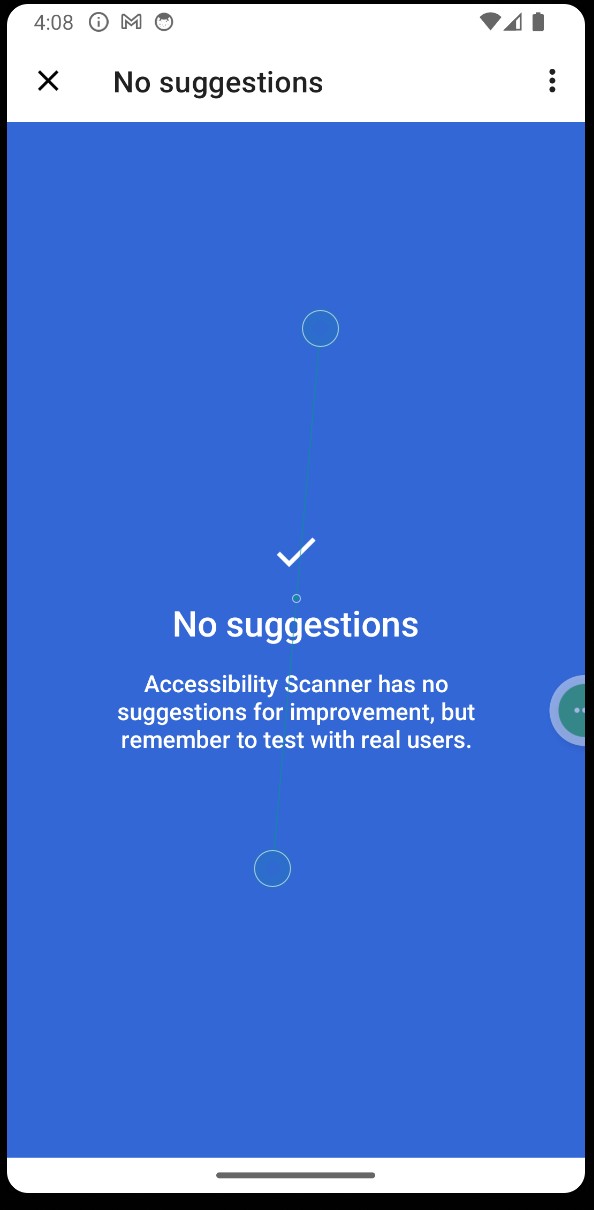 4:08
No suggestions
No suggestions
Accessibility Scanner has no
suggestions for improvement, but
remember to test with real users.